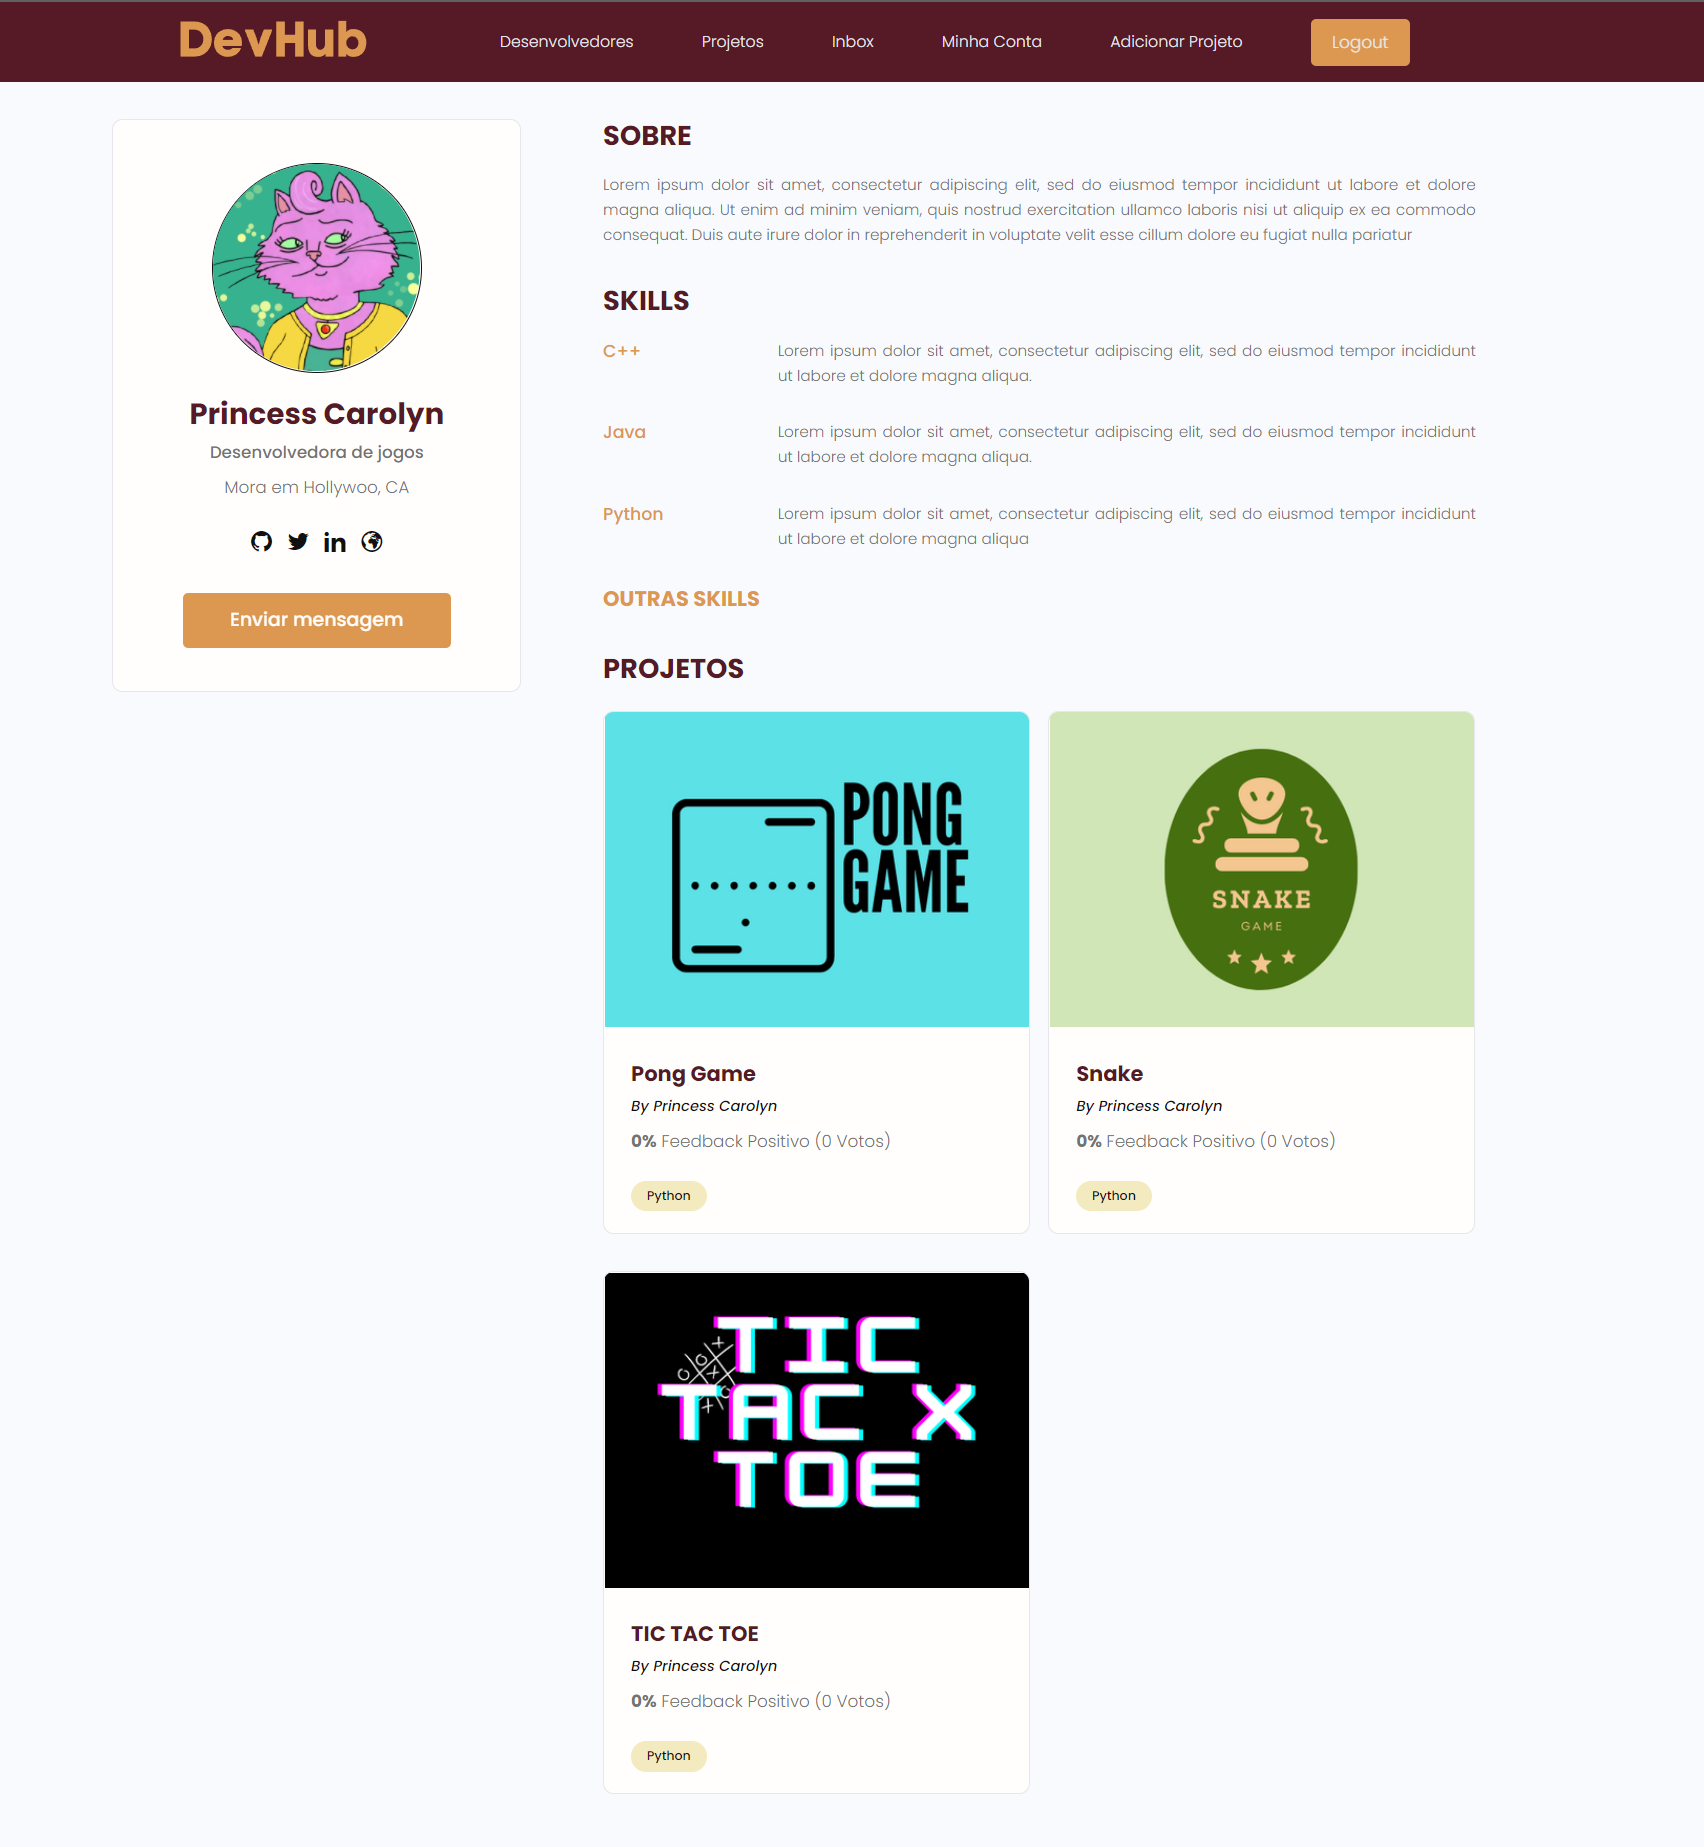 DevHub
Desenvolvedores
Projetos
Inbox
Minha Conta
Adicionar Projeto
Logout
Princess Carolyn
Desenvolvedora de jogos
Mora em Hollywoo, CA
Enviar mensagem
SOBRE
Lorem ipsum dolor sit amet, consectetur adipiscing elit, sed do eiusmod tempor incididunt ut labore et dolore
magna aliqua. Ut enim ad minim veniam, quis nostrud exercitation ullamco laboris nisi ut aliquip ex ea commodo
consequat. Duis aute irure dolor in reprehenderit in voluptate velit esse cillum dolore eu fugiat nulla pariatur
SKILLS
C++
Lorem ipsum dolor sit amet, consectetur adipiscing elit, sed do eiusmod tempor incididunt
ut labore et dolore magna aliqua.
Java
Lorem ipsum dolor sit amet, consectetur adipiscing elit, sed do eiusmod tempor incididunt
ut labore et dolore magna aliqua.
Python
Lorem ipsum dolor sit amet, consectetur adipiscing elit, sed do eiusmod tempor incididunt
ut labore et dolore magna aliqua
OUTRAS SKILLS
PROJETOS
PONG
GAME
Pong Game
By Princess Carolyn
0% Feedback Positivo (0 Votos)
Python
SNAKE
GAME
Snake
By Princess Carolyn
0% Feedback Positivo (0 Votos)
Python
TIC
TAC X
TOE
TIC TAC TOE
By Princess Carolyn
0% Feedback Positivo (0 Votos)
Python